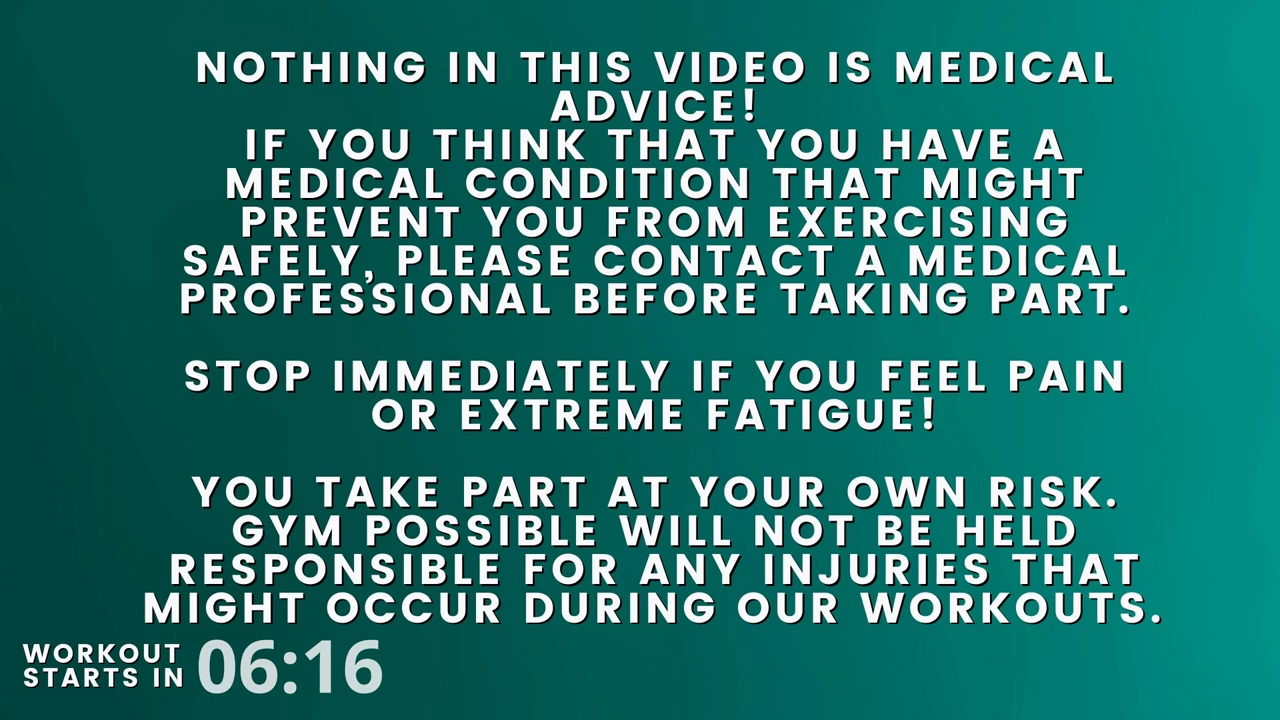 NOTHING IN THIS VIDEO IS MEDICAL
ADVICE!
IF YOU THINK THAT YOU HAVE A
MEDICAL CONDITION THAT MIGHT
PREVENT YOU FROM EXERCISING
SAFELY, PLEASE CONTACT A MEDICAL
PROFESSIONAL BEFORE TAKING PART.
STOP IMMEDIATELY IF YOU FEEL PAIN
OR EXTREME FATIGUE!
YOU TAKE PART AT YOUR OWN RISK.
GYM POSSIBLE WILL NOT BE HELD
RESPONSIBLE FOR ANY INJURIES THAT
MIGHT OCCUR DURING OUR WORKOUTS.
WORKOUT
STARTS IN 06:16